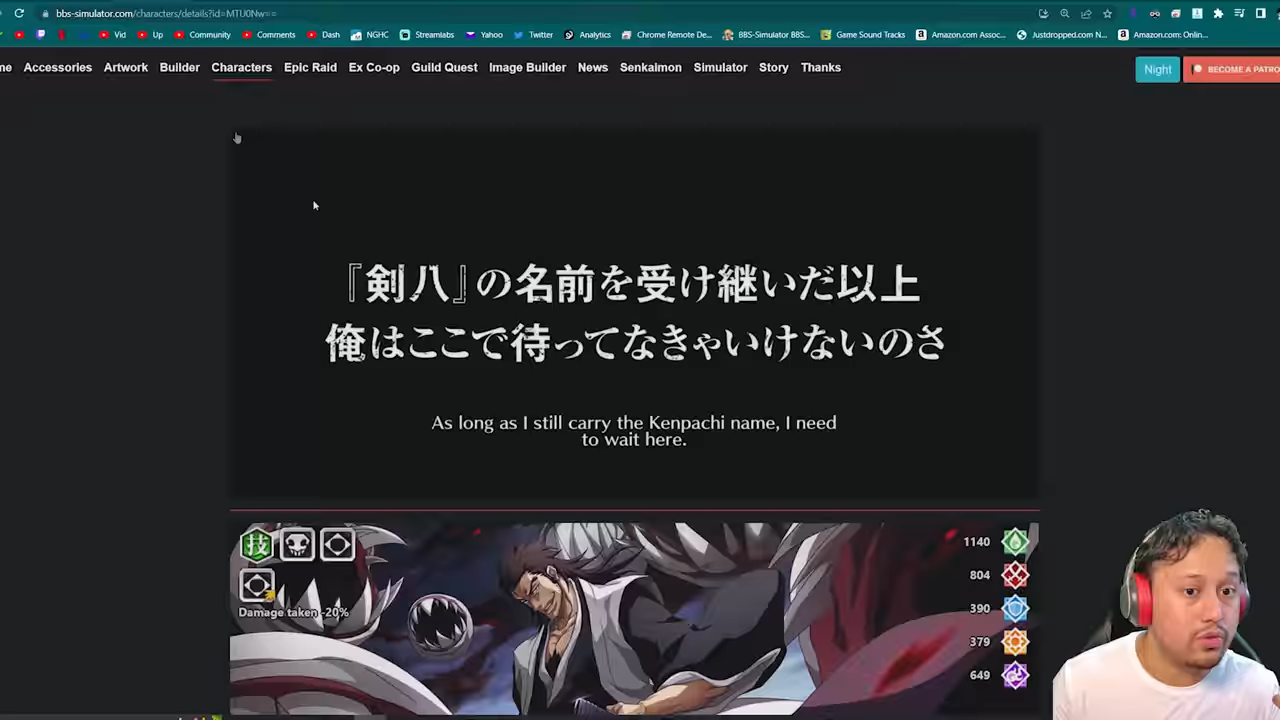 bbs-simulator.com/characters/details?id=MTU0Nw==
Vid
Up
Community
Comments
Dash
NGHC
Streamlabs
Yahoo
Twitter
Analytics
Chrome Remote De...
BBS-Simulator BBS...
Game Sound Tracks
Amazon.com Assoc...
Justdropped.com N...
Amazon.com: Onlin...
me
Accessories
Artwork
Builder
Characters
Epic Raid
Ex Co-op
Guild Quest
Image Builder
News
Senkaimon
Simulator
Story
Thanks
Night
BECOME A PATRO
『剣八』の名前を受け継いだ以上
俺はここで待ってなきゃいけないのさ
As long as I still carry the Kenpachi name, I need
to wait here.
技
Damage taken -20%
1140
804
390
379
649